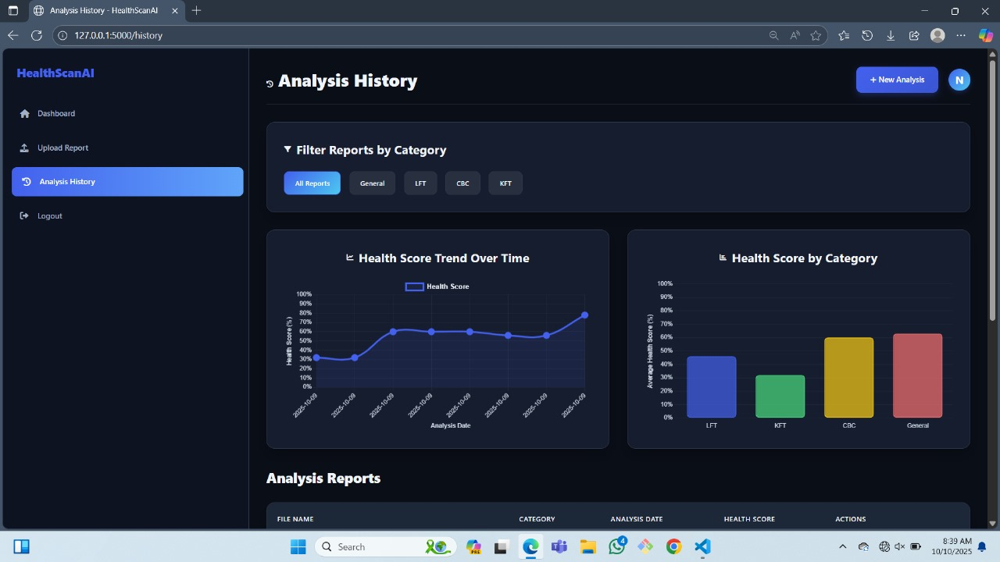 Analysis History - HealthScanAI
127.0.0.1:5000/history
HealthScanAI
Dashboard
Upload Report
Analysis History
Logout
Analysis History
+ New Analysis
N
Filter Reports by Category
All Reports
General
LFT
CBC
KFT
Health Score Trend Over Time
Health Score
Health Score (%)
100%
90%
80%
70%
60%
50%
40%
30%
20%
10%
0%
2025-10-09
2025-10-09
2025-10-09
2025-10-09
2025-10-09
2025-10-09
2025-10-09
2025-10-09
Analysis Date
Health Score by Category
Average Health Score (%)
100%
90%
80%
70%
60%
50%
40%
30%
20%
10%
0%
LFT
KFT
CBC
General
Analysis Reports
FILE NAME
CATEGORY
ANALYSIS DATE
HEALTH SCORE
ACTIONS
Search
PRE
4
8:39 AM
10/10/2025